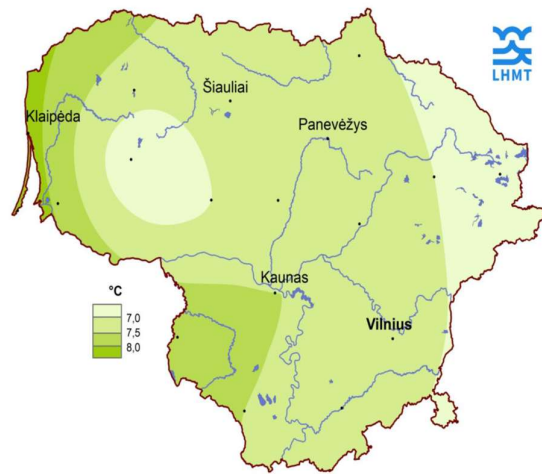 LHMT
Šiauliai
Klaipėda
Panevėžys
Kaunas
°C
7,0
7,5
8,0
Vilnius